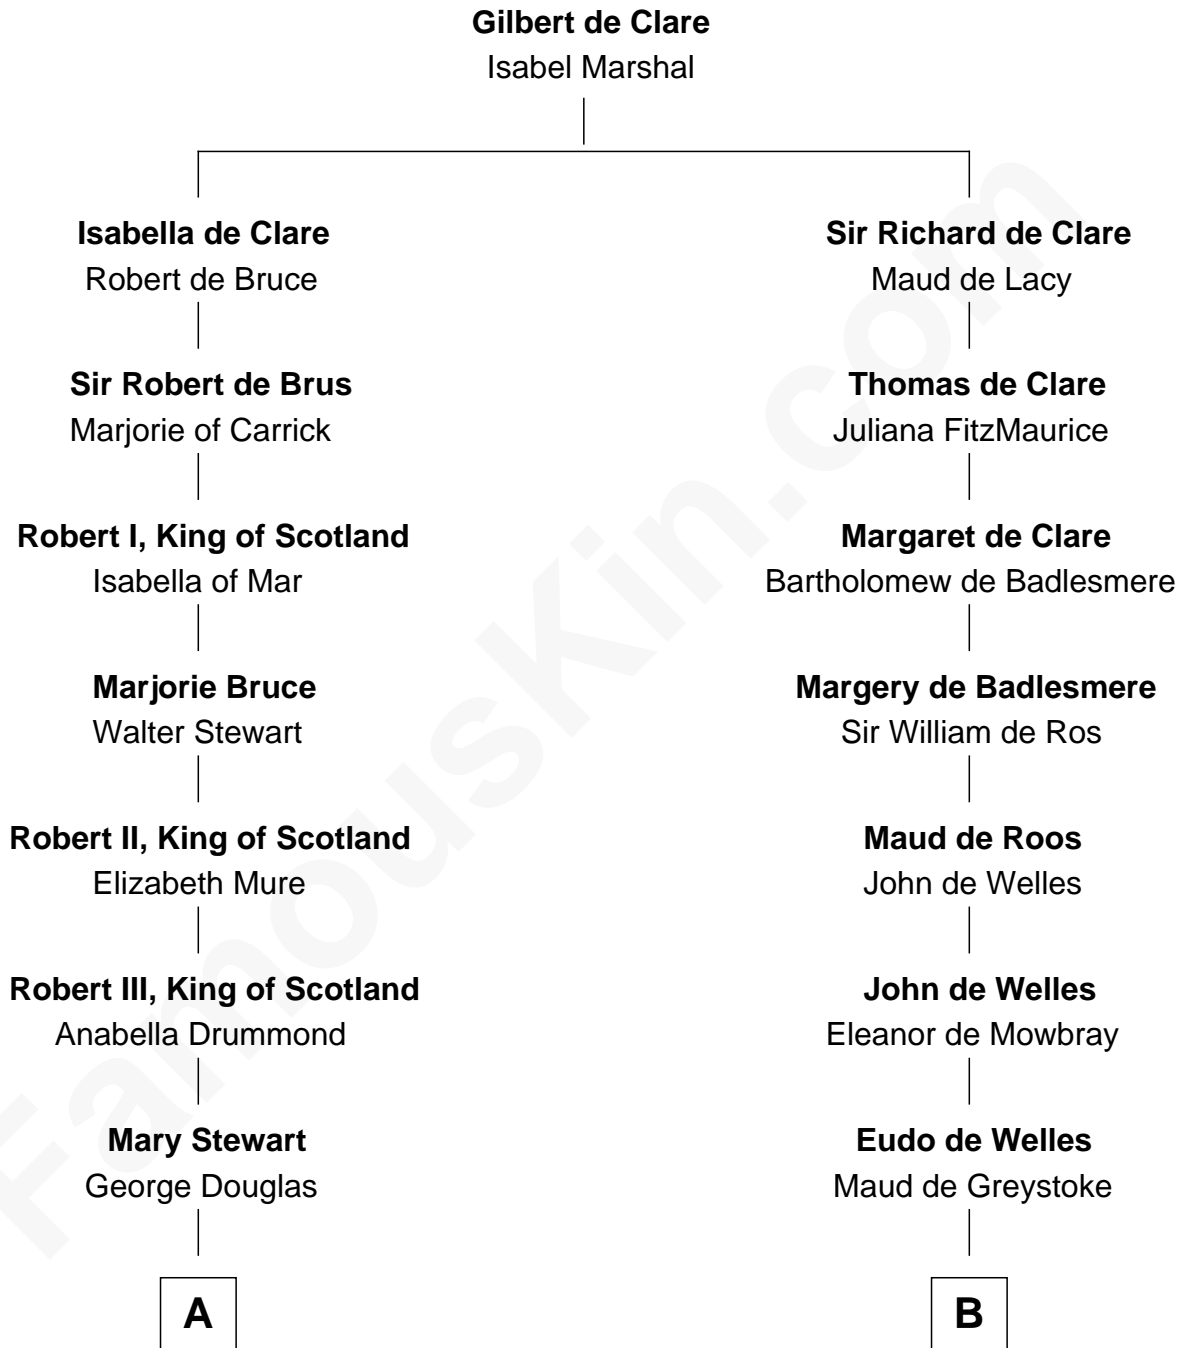 Gilbert de Clare
Isabel Marshal
Isabella de Clare
Robert de Bruce
Sir Richard de Clare
Maud de Lacy
Sir Robert de Brus
Marjorie of Carrick
Thomas de Clare
Juliana FitzMaurice
Robert I, King of Scotland
Isabella of Mar
Margaret de Clare
Bartholomew de Badlesmere
Marjorie Bruce
Walter Stewart
Margery de Badlesmere
Sir William de Ros
Robert II, King of Scotland
Elizabeth Mure
Maud de Roos
John de Welles
Robert III, King of Scotland
Anabella Drummond
John de Welles
Eleanor de Mowbray
Mary Stewart
George Douglas
Eudo de Welles
Maud de Greystoke
A
B
FamousKin.com